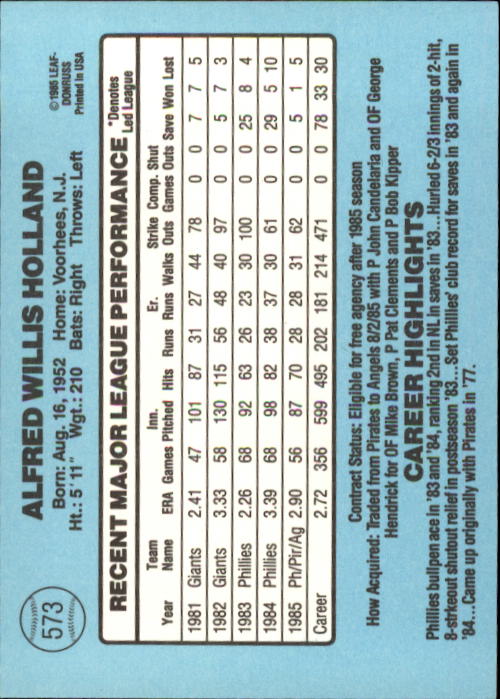 573
ALFRED WILLIS HOLLAND
©1985 LEAF-
DONRUSS
Printed in USA
Born: Aug. 16, 1952 Home: Voorhees, N.J.
Ht.: 5'11" Wgt.: 210 Bats: Right Throws: Left
RECENT MAJOR LEAGUE PERFORMANCE *Denotes
Led League
Team Inn. Er. Strike Comp. Shut
Year Name ERA Games Pitched Hits Runs Runs Walks Outs Games Outs Save Won Lost
1981 Giants 2.41 47 101 87 31 27 44 78 0 0 7 7 5
1982 Giants 3.33 58 130 115 56 48 40 97 0 0 5 7 3
1983 Phillies 2.26 68 92 63 26 23 30 100 0 0 25 8 4
1984 Phillies 3.39 68 98 82 38 37 30 61 0 0 29 5 10
1985 Ph/Pir/Ag 2.90 56 87 70 28 28 31 62 0 0 5 1 5
Career 2.72 356 599 495 202 181 214 471 0 0 78 33 30
Contract Status: Eligible for free agency after 1985 season
How Acquired: Traded from Pirates to Angels 8/2/85 with P John Candelaria and OF George
Hendrick for OF Mike Brown, P Pat Clements and P Bob Kipper
CAREER HIGHLIGHTS
Phillies bullpen ace in '83 and '84, ranking 2nd in NL in saves in '83...Hurled 6-2/3 innings of 2-hit,
8-strkeout shutout relief in postseason '83...Set Phillies' club record for saves in '83 and again in
'84...Came up originally with Pirates in '77.